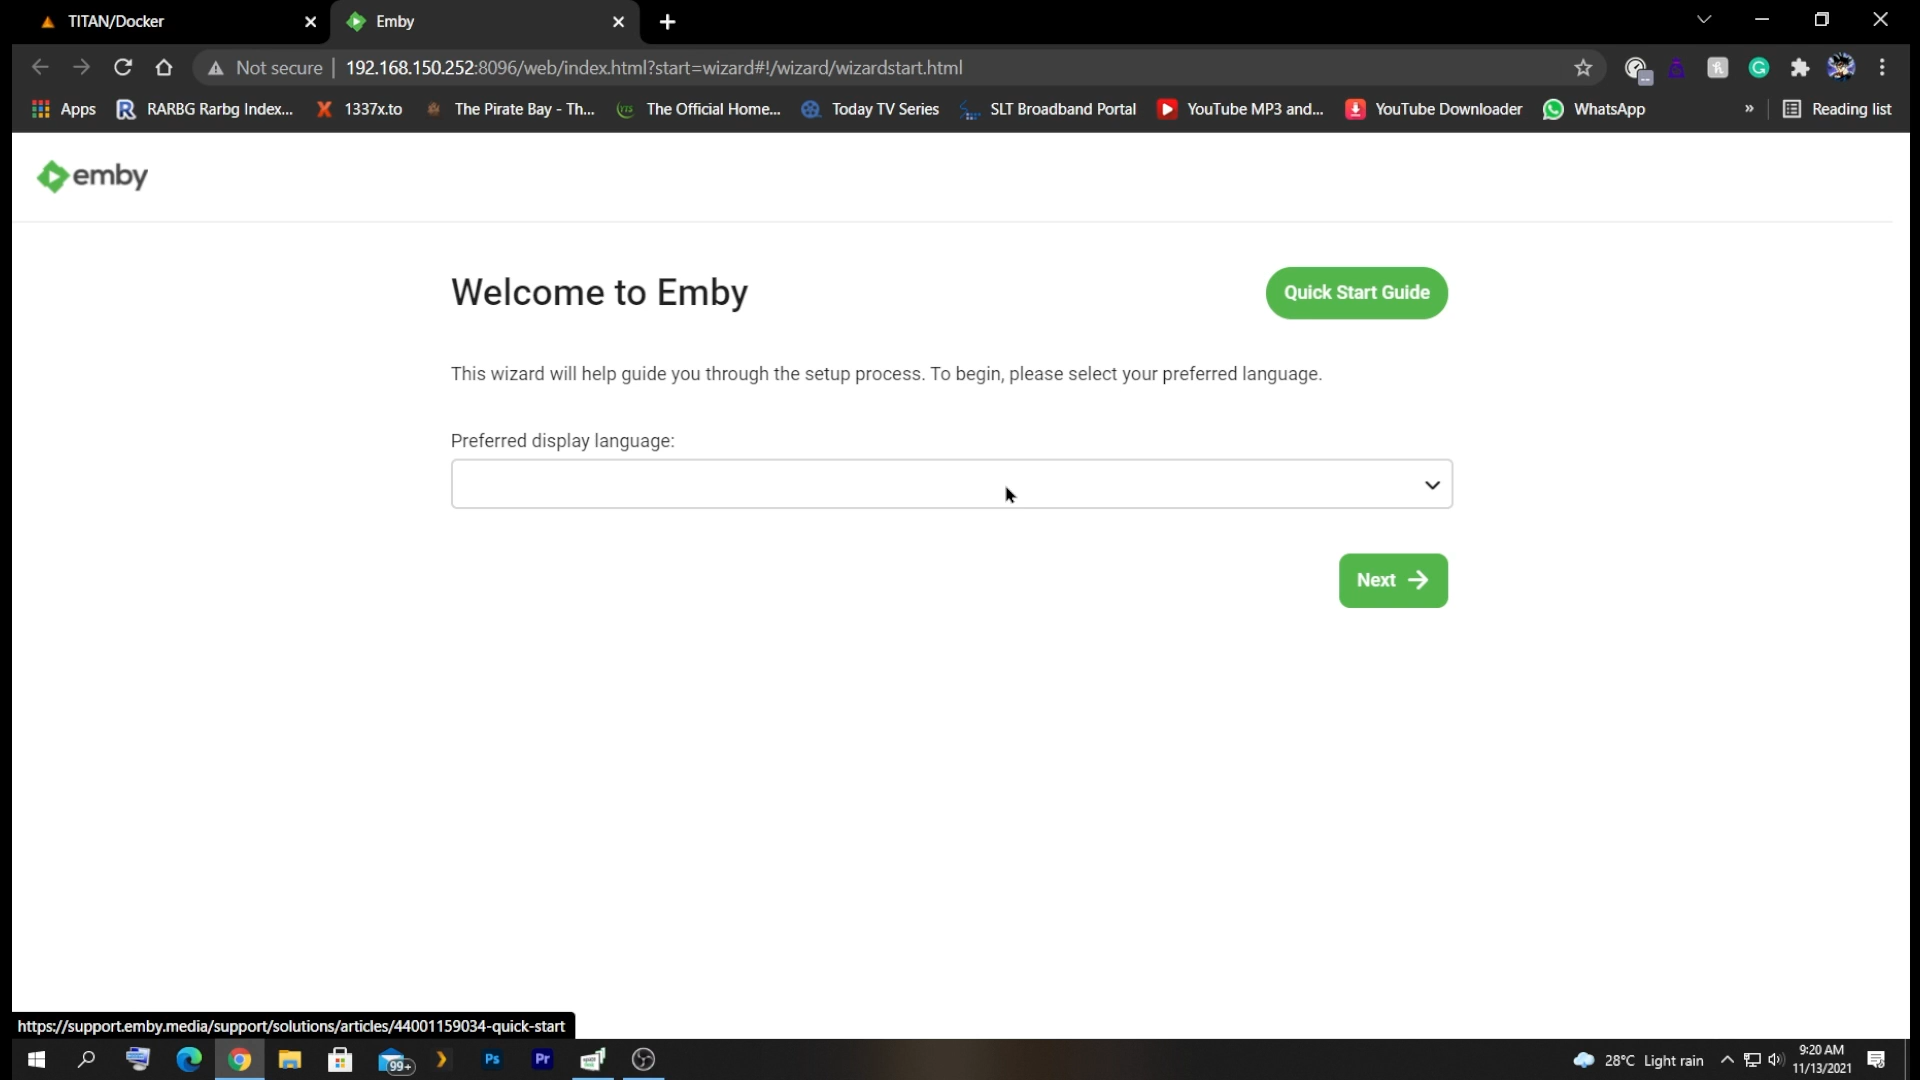 TITAN/Docker
Emby
Not secure
192.168.150.252:8096/web/index.html?start=wizard#!/wizard/wizardstart.html
Apps
RARBG Rarbg Index...
1337x.to
The Pirate Bay - Th...
The Official Home...
Today TV Series
SLT Broadband Portal
YouTube MP3 and...
YouTube Downloader
WhatsApp
»
Reading list
emby
Welcome to Emby
Quick Start Guide
This wizard will help guide you through the setup process. To begin, please select your preferred language.
Preferred display language:
Next
https://support.emby.media/support/solutions/articles/44001159034-quick-start
99+
Ps
Pr
28°C Light rain
9:20 AM
11/13/2021